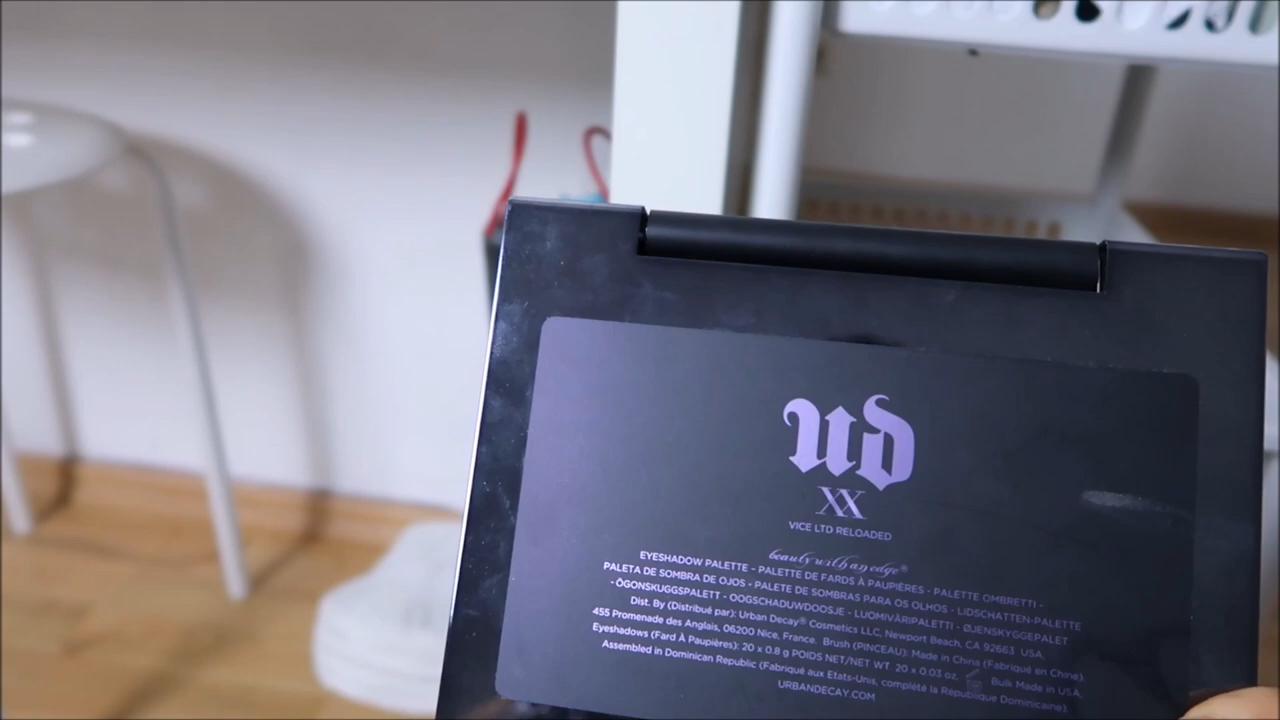 ud
XX
VICE LTD RELOADED
beauty with an edge®
EYESHADOW PALETTE - PALETTE DE FARDS À PAUPIÈRES - PALETTE OMBRETTI -
PALETA DE SOMBRA DE OJOS - PALETE DE SOMBRAS PARA OS OLHOS - LIDSCHATTEN-PALETTE
- ÖGONSKUGGSPALETT - OOGSCHADUWDOOSJE - LUOMIVÄRIPALETTI - ØJENSKYGGEPALET
Dist. By (Distribué par): Urban Decay® Cosmetics LLC, Newport Beach, CA 92663 USA,
455 Promenade des Anglais, 06200 Nice, France. Brush (PINCEAU): Made in China (Fabriqué en Chine).
Eyeshadows (Fard À Paupières): 20 x 0.8 g POIDS NET/NET WT. 20 x 0.03 oz. Bulk Made in USA,
Assembled in Dominican Republic (Fabriqué aux Etats-Unis, complété la République Dominicaine).
URBANDECAY.COM